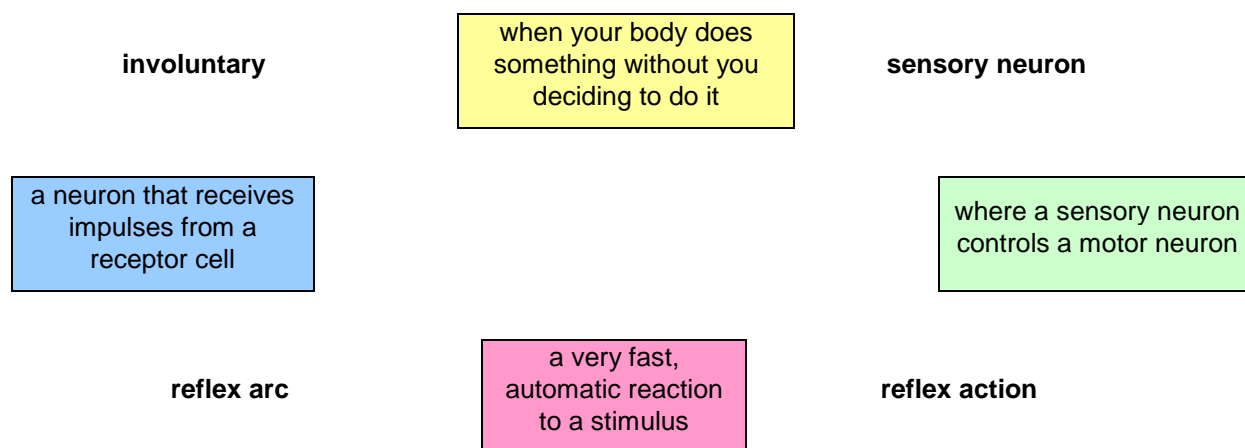 involuntary
when your body does
something without you
deciding to do it
sensory neuron
a neuron that receives
impulses from a
receptor cell
where a sensory neuron
controls a motor neuron
reflex arc
a very fast,
automatic reaction
to a stimulus
reflex action